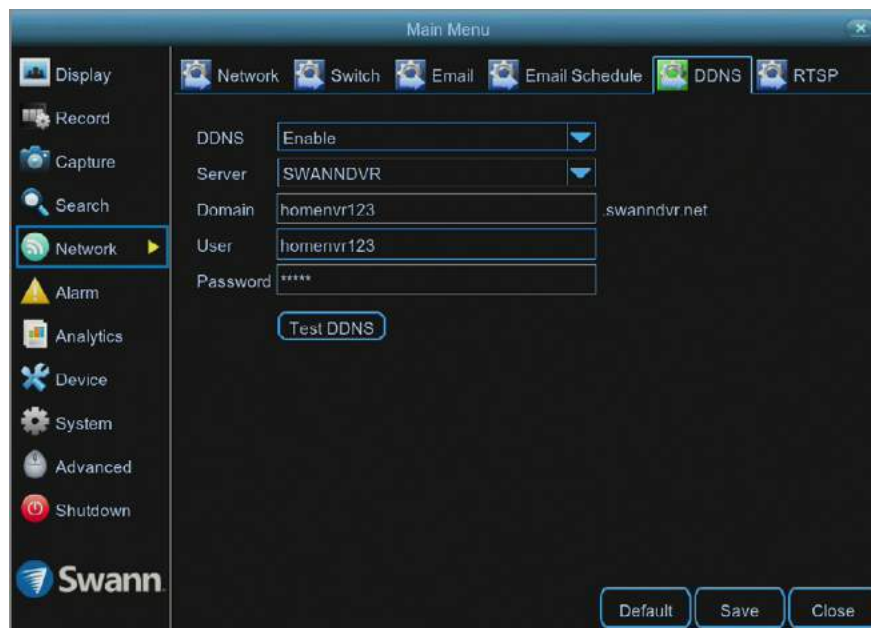 Main Menu
Display
Record
Capture
Search
Network
Alarm
Analytics
Device
System
Advanced
Shutdown
Swann
Network Switch Email Email Schedule DDNS RTSP
DDNS Enable
Server SWANNDVR
Domain homenvr123 .swanndvr.net
User homenvr123
Password *****
Test DDNS
Default Save Close